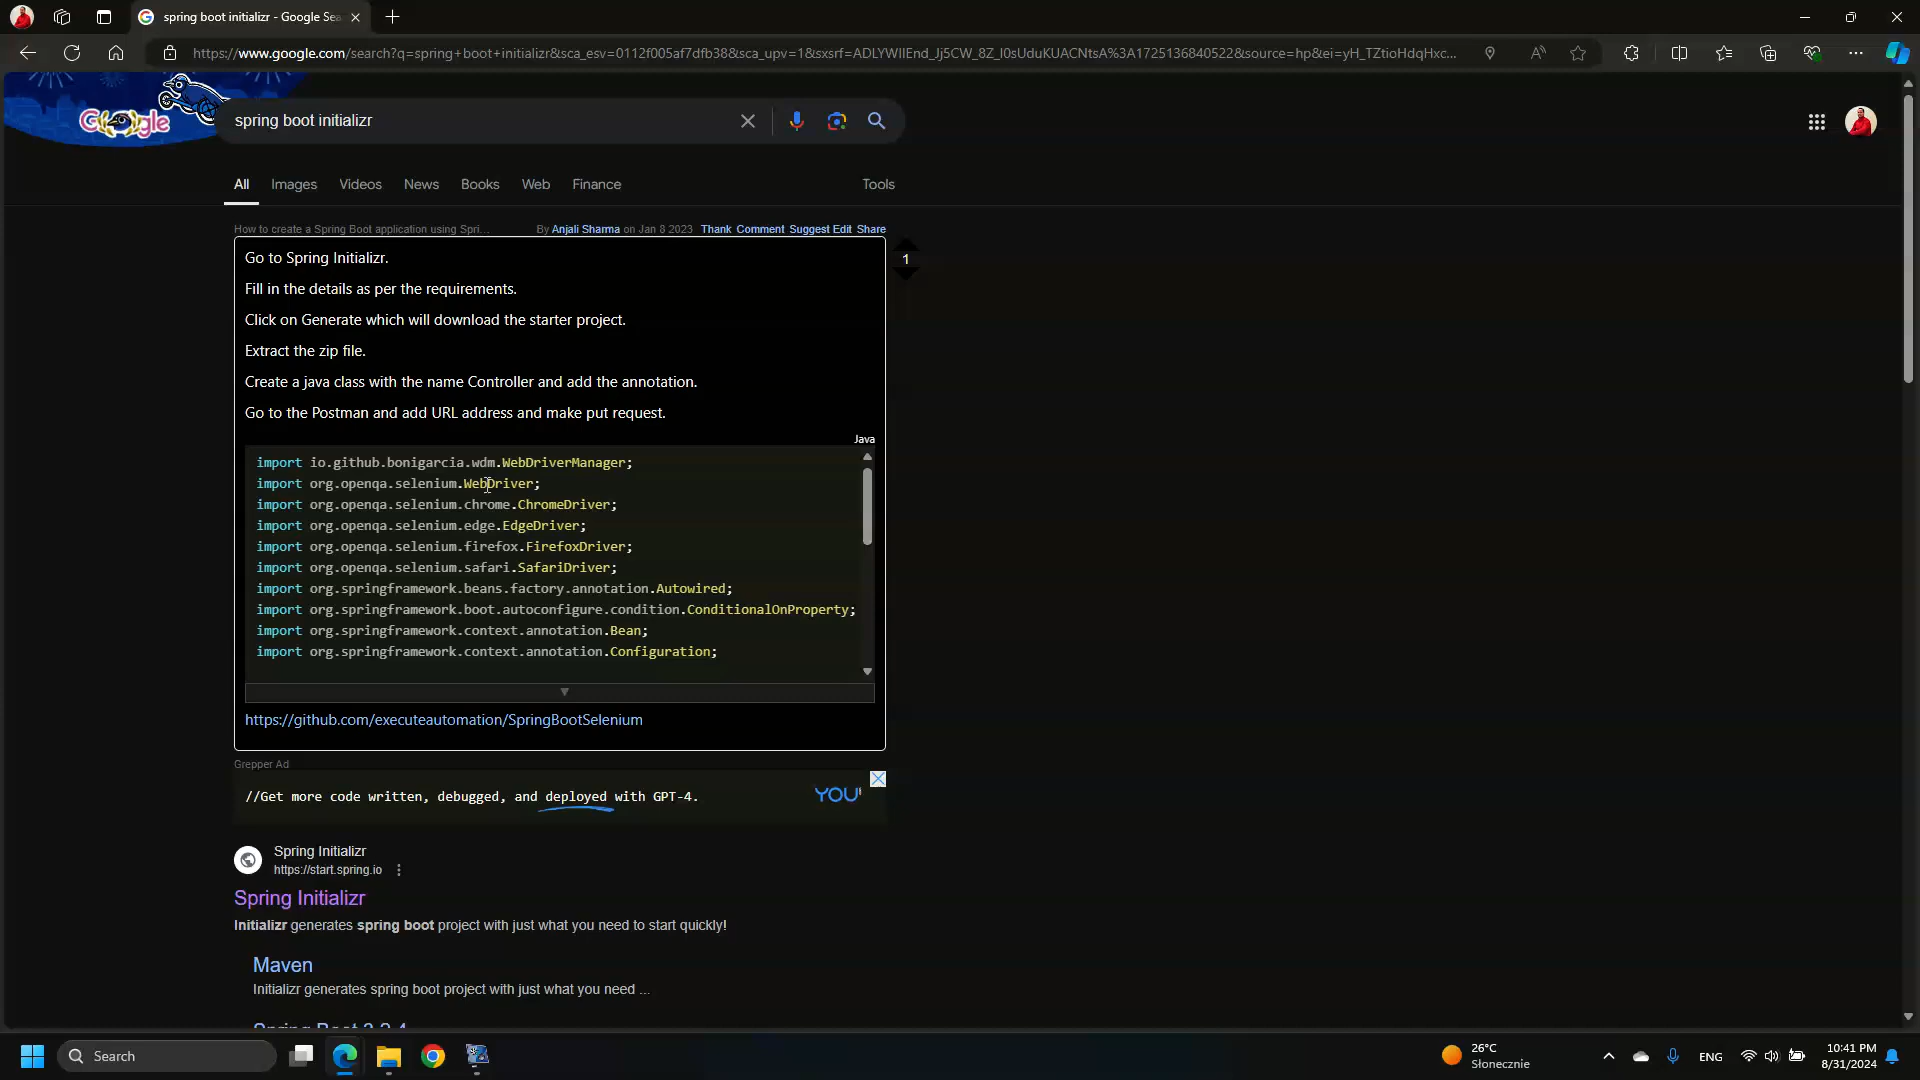 spring boot initializr - Google Sea
https://www.google.com/search?q=spring+boot+initializr&sca_esv=0112f005af7dfb38&sca_upv=1&sxsrf=ADLYWIIEnd_Jj5CW_8Z_I0sUduKUACNtsA%3A1725136840522&source=hp&ei=yH_TZtioHdqHxc...
Google
spring boot initializr
All Images Videos News Books Web Finance Tools
How to create a Spring Boot application using Spri... By Anjali Sharma on Jan 8 2023 Thank Comment Suggest Edit Share
Go to Spring Initializr.
1
Fill in the details as per the requirements.
Click on Generate which will download the starter project.
Extract the zip file.
Create a java class with the name Controller and add the annotation.
Go to the Postman and add URL address and make put request.
Java
import io.github.bonigarcia.wdm.WebDriverManager;
import org.openqa.selenium.WebDriver;
import org.openqa.selenium.chrome.ChromeDriver;
import org.openqa.selenium.edge.EdgeDriver;
import org.openqa.selenium.firefox.FirefoxDriver;
import org.openqa.selenium.safari.SafariDriver;
import org.springframework.beans.factory.annotation.Autowired;
import org.springframework.boot.autoconfigure.condition.ConditionalOnProperty;
import org.springframework.context.annotation.Bean;
import org.springframework.context.annotation.Configuration;
https://github.com/executeautomation/SpringBootSelenium
Grepper Ad
//Get more code written, debugged, and deployed with GPT-4.
YOU
Spring Initializr
https://start.spring.io
Spring Initializr
Initializr generates spring boot project with just what you need to start quickly!
Maven
Initializr generates spring boot project with just what you need ...
Search
26°C
Słonecznie
ENG
10:41 PM
8/31/2024